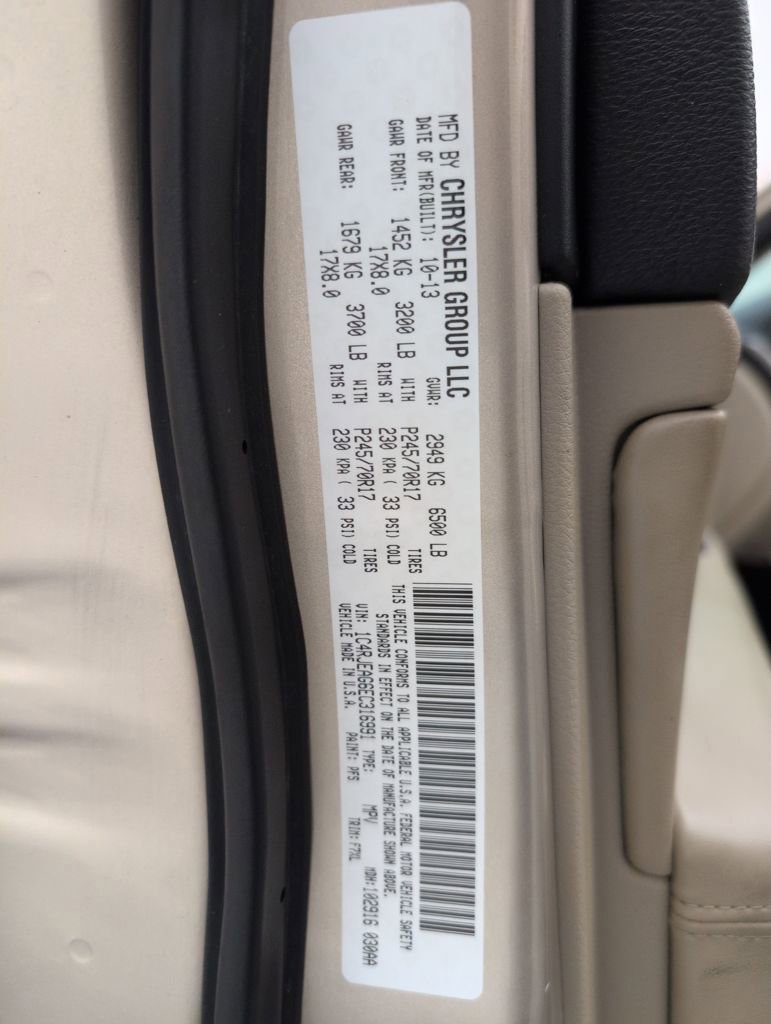 MFD BY CHRYSLER GROUP LLC
DATE OF MFR(BUILT): 10-13 GVWR: 2949 KG 6500 LB
GAWR FRONT: 1452 KG 3200 LB WITH P245/70R17 TIRES
17X8.0 RIMS AT 230 KPA ( 33 PSI) COLD
GAWR REAR: 1679 KG 3700 LB WITH P245/70R17 TIRES
17X8.0 RIMS AT 230 KPA ( 33 PSI) COLD
THIS VEHICLE CONFORMS TO ALL APPLICABLE U.S.A. FEDERAL MOTOR VEHICLE SAFETY
STANDARDS IN EFFECT ON THE DATE OF MANUFACTURE SHOWN ABOVE.
VIN: 1C4RJEAG6EC316991 TYPE: MPV MDH:102916 030AA
VEHICLE MADE IN U.S.A. PAINT: PFS TRIM: F7XL